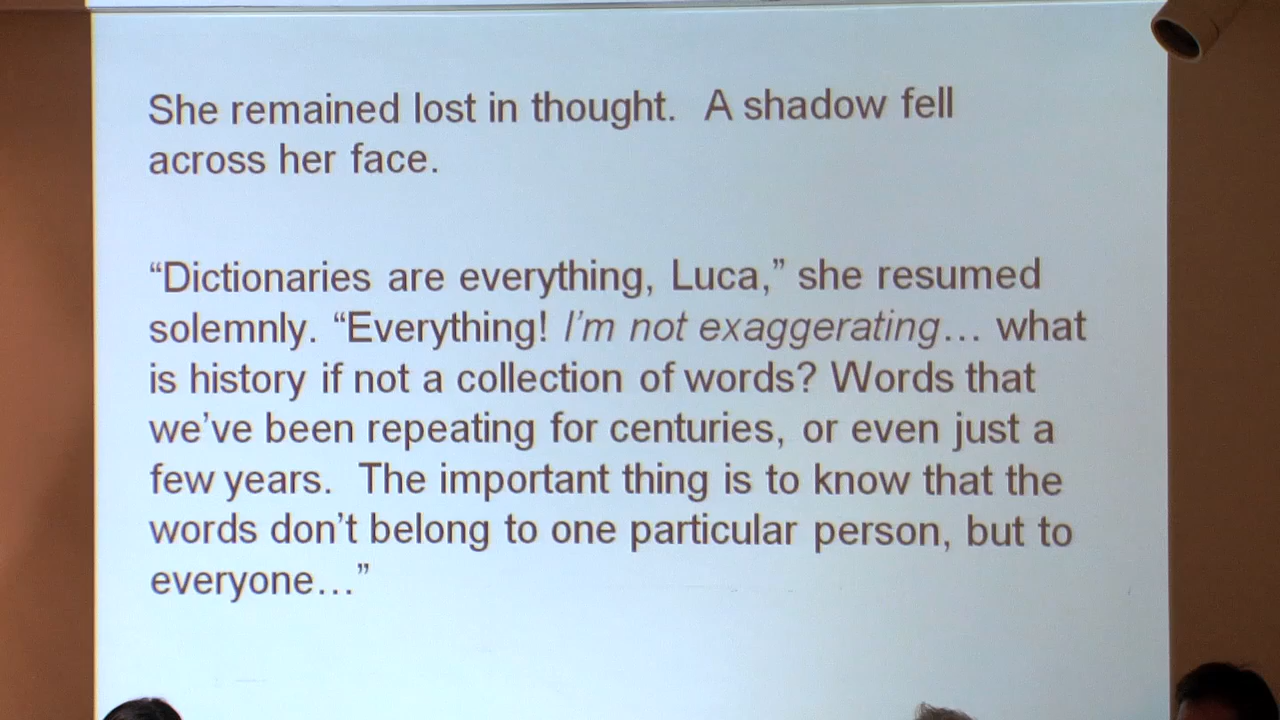 She remained lost in thought.  A shadow fell
across her face.
“Dictionaries are everything, Luca,” she resumed
solemnly. “Everything! I’m not exaggerating… what
is history if not a collection of words? Words that
we’ve been repeating for centuries, or even just a
few years.  The important thing is to know that the
words don’t belong to one particular person, but to
everyone…”